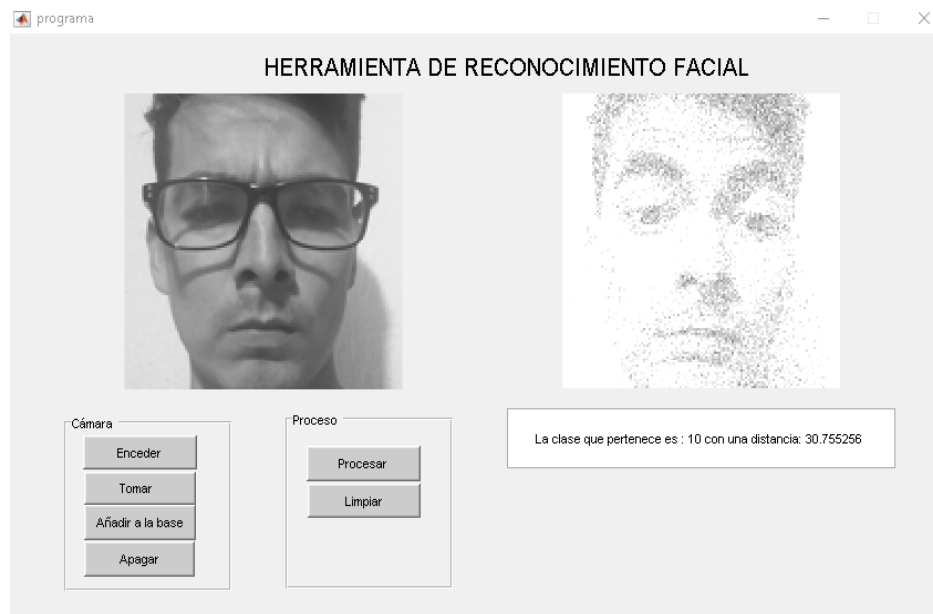 programa
HERRAMIENTA DE RECONOCIMIENTO FACIAL
Cámara
Enceder
Tomar
Añadir a la base
Apagar
Proceso
Procesar
Limpiar
La clase que pertenece es : 10 con una distancia: 30.755256